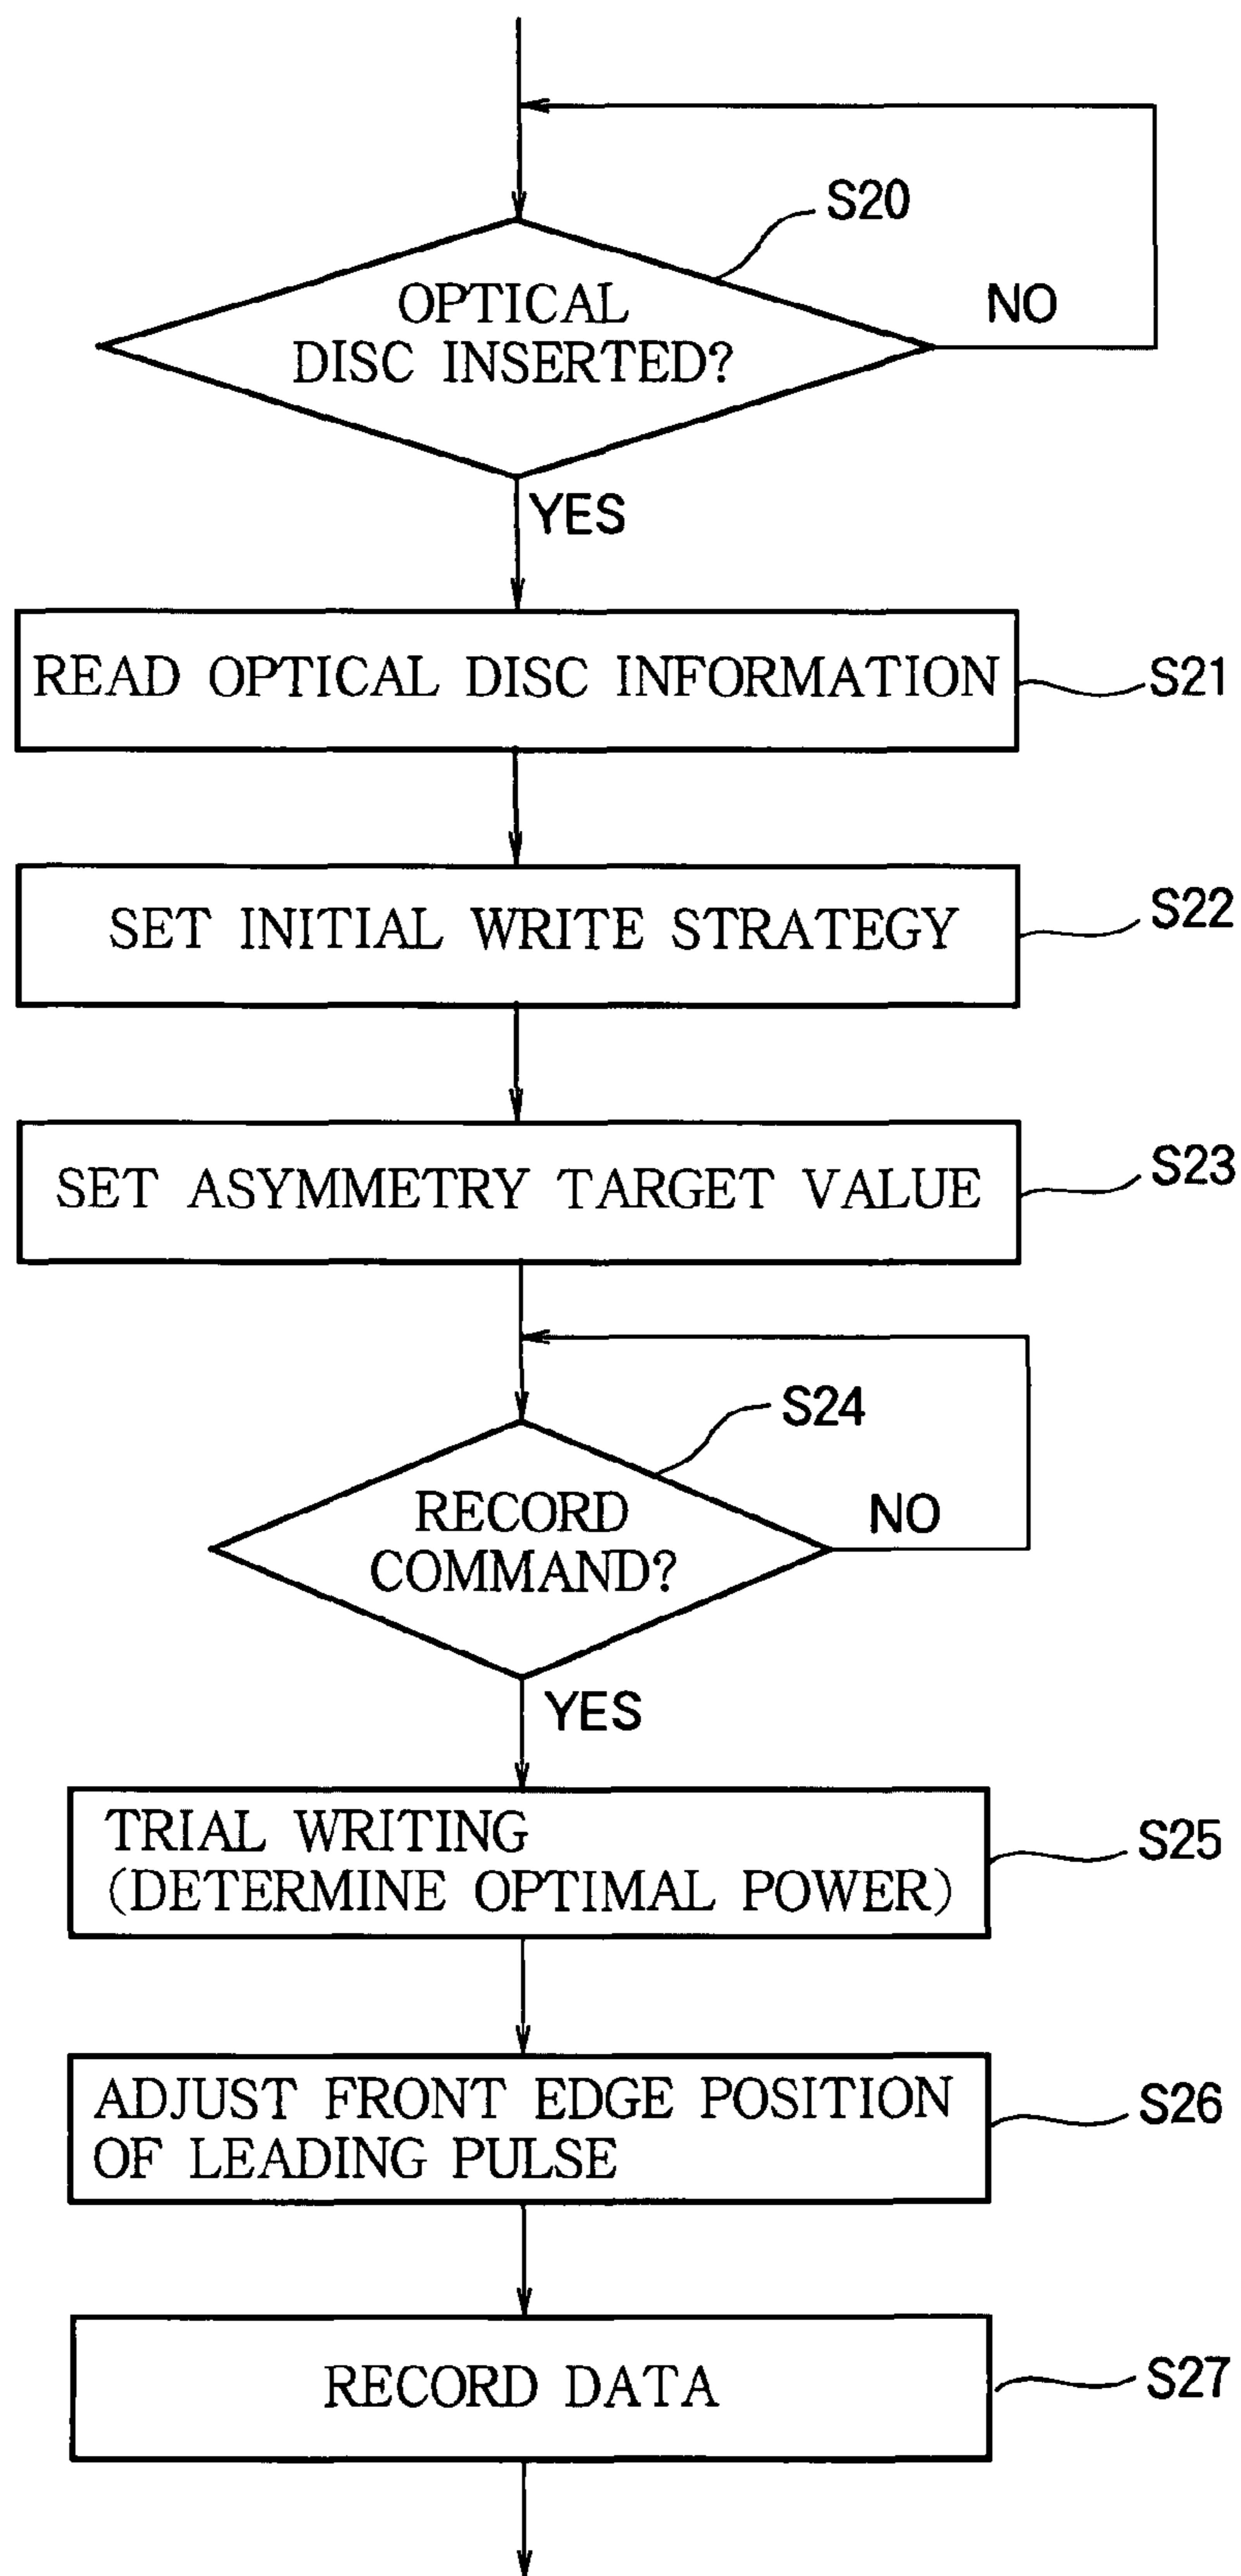 S20
OPTICAL
DISC INSERTED?
NO
YES
READ OPTICAL DISC INFORMATION
S21
SET INITIAL WRITE STRATEGY
S22
SET ASYMMETRY TARGET VALUE
S23
S24
RECORD
COMMAND?
NO
YES
TRIAL WRITING
(DETERMINE OPTIMAL POWER)
S25
ADJUST FRONT EDGE POSITION
OF LEADING PULSE
S26
RECORD DATA
S27